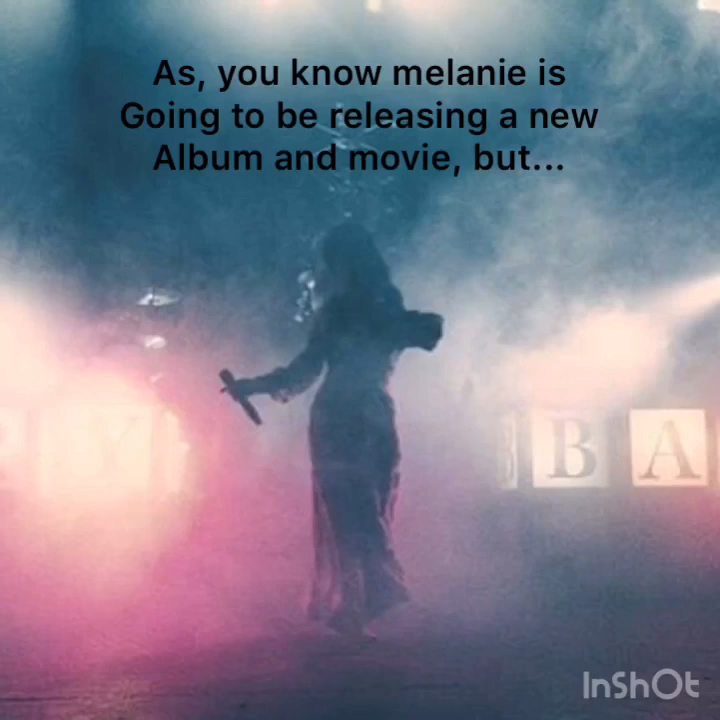 As, you know melanie is
Going to be releasing a new
Album and movie, but...
P Y B B A
InShOt